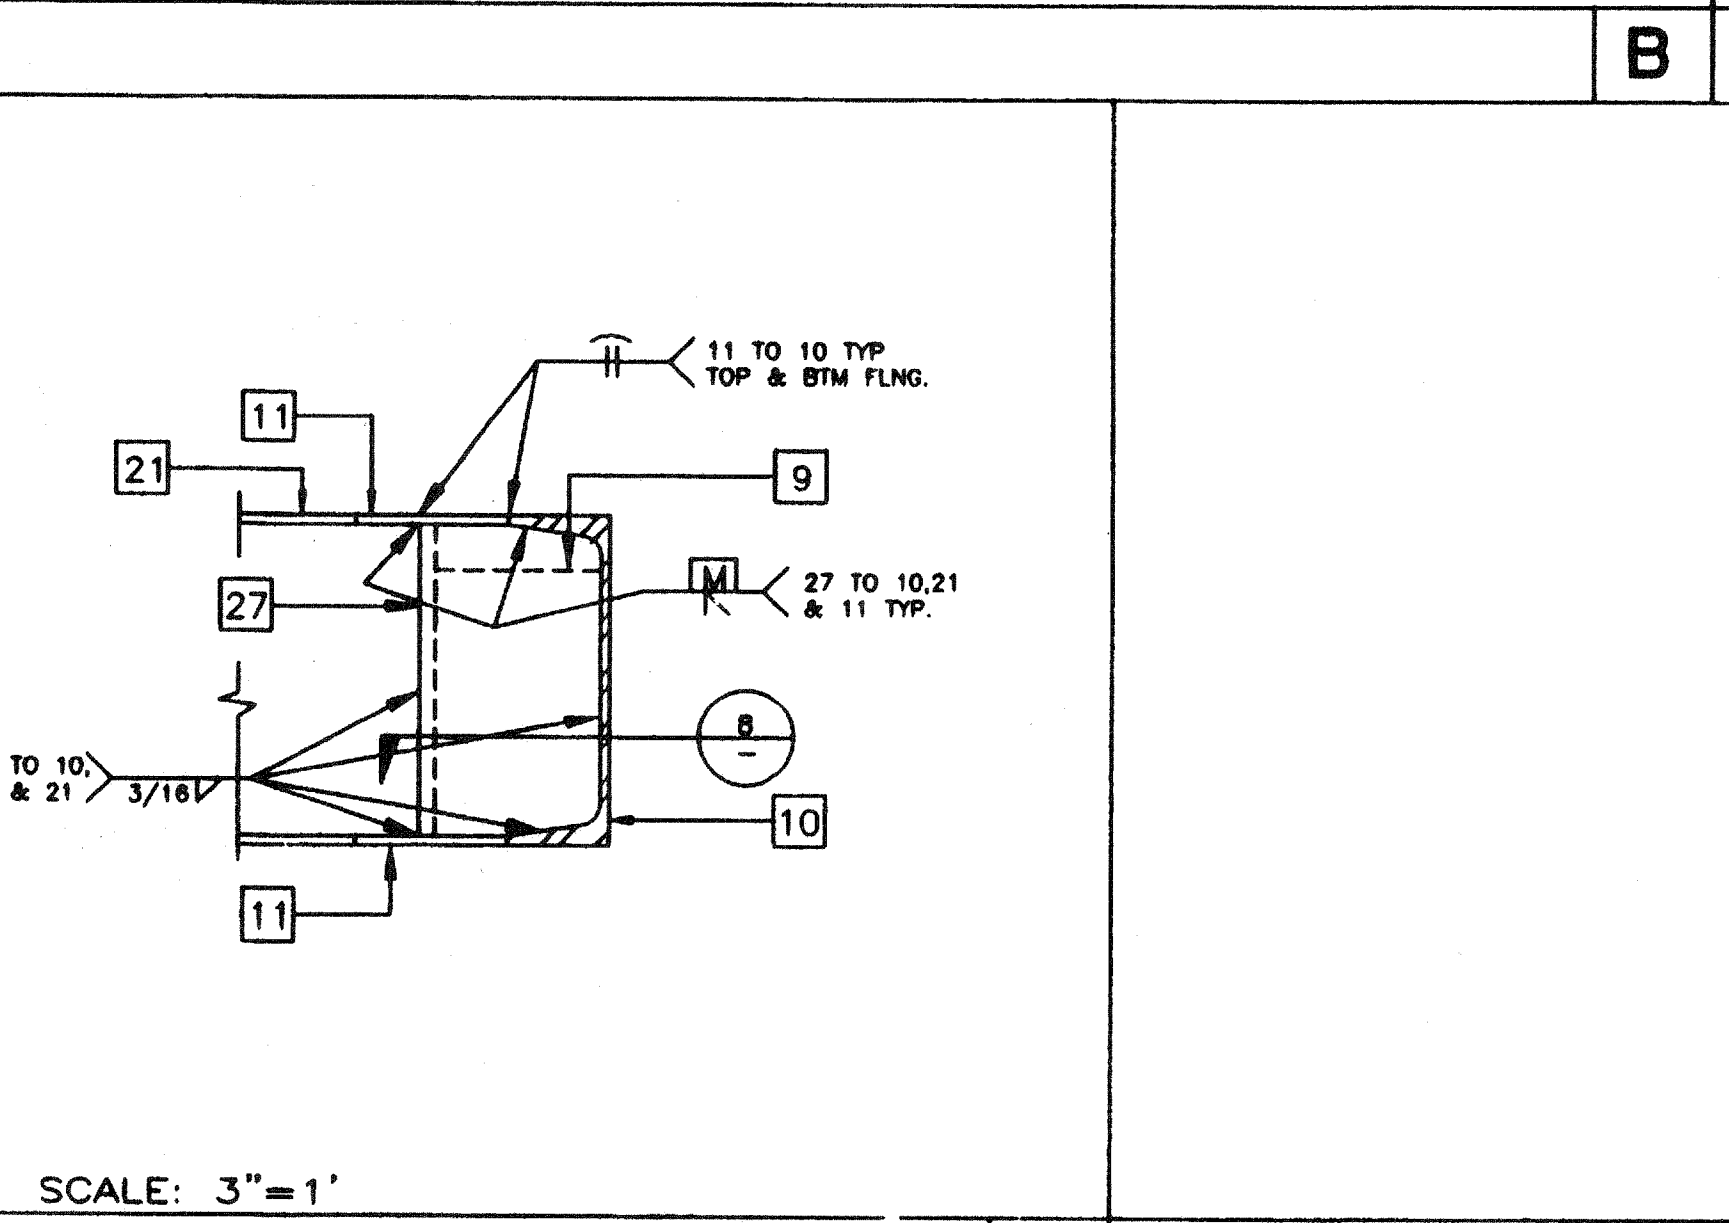 B
11 TO 10 TYP
TOP & BTM FLNG.
11
21
9
27 TO 10,21
& 11 TYP.
27
8
TO 10,
& 21
3/16
10
11
SCALE: 3"=1'